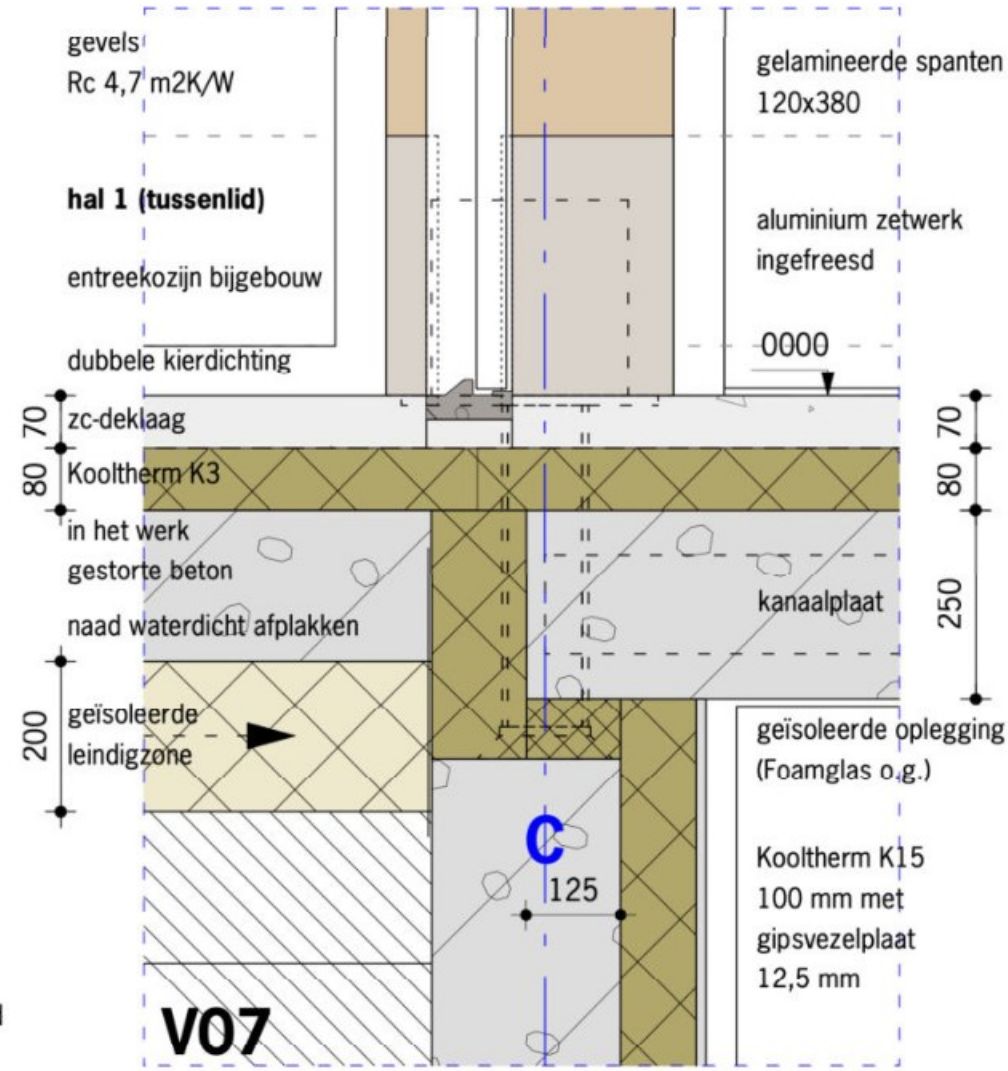 gevels
Rc 4,7 m2K/W
hal 1 (tussenlid)
entreekozijn bijgebouw
dubbele kierdichting
70
zc-deklaag
80
Kooltherm K3
in het werk
gestorte beton
naad waterdicht afplakken
200
geïsoleerde
leindigzone
V07
C
125
gelamineerde spanten
120x380
aluminium zetwerk
ingefreesd
0000
70
80
250
kanaalplaat
geïsoleerde oplegging
(Foamglas o.g.)
Kooltherm K15
100 mm met
gipsvezelplaat
12,5 mm